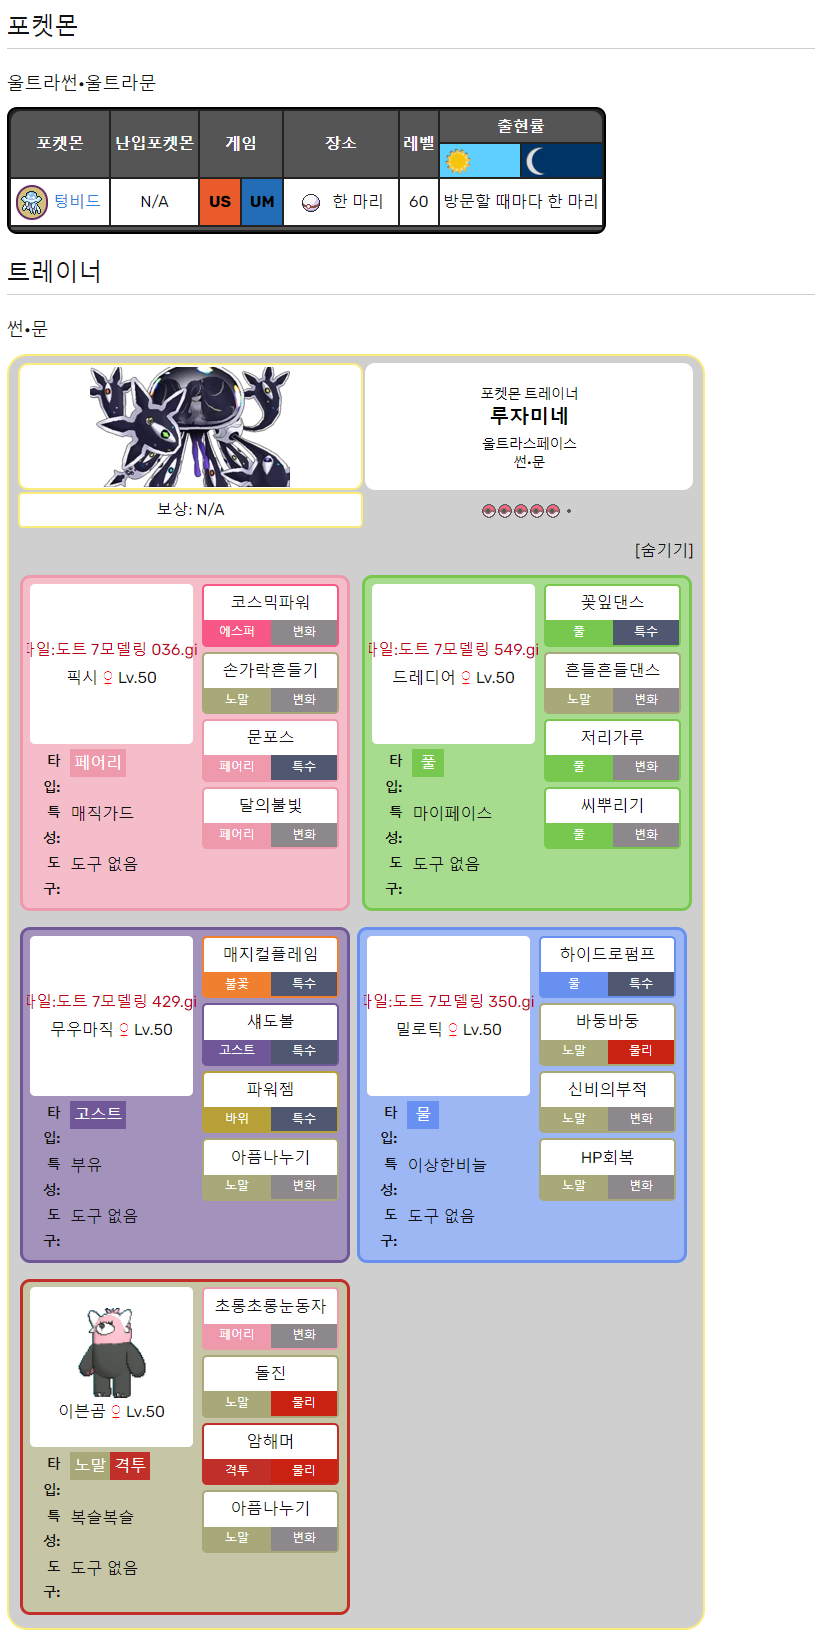 포켓몬
울트라썬•울트라문
포켓몬 난입포켓몬 게임 장소 레벨 출현률
텅비드 N/A US UM 한 마리 60 방문할 때마다 한 마리
트레이너
썬•문
포켓몬 트레이너
루자미네
울트라스페이스
썬•문
보상: N/A
[숨기기]
파일:도트 7모델링 036.gi
픽시 ♀ Lv.50
타입: 페어리
특성: 매직가드
도구: 도구 없음
코스믹파워
에스퍼 변화
손가락흔들기
노말 변화
문포스
페어리 특수
달의불빛
페어리 변화
파일:도트 7모델링 549.gi
드레디어 ♀ Lv.50
타입: 풀
특성: 마이페이스
도구: 도구 없음
꽃잎댄스
풀 특수
흔들흔들댄스
노말 변화
저리가루
풀 변화
씨뿌리기
풀 변화
파일:도트 7모델링 429.gi
무우마직 ♀ Lv.50
타입: 고스트
특성: 부유
도구: 도구 없음
매지컬플레임
불꽃 특수
섀도볼
고스트 특수
파워젬
바위 특수
아픔나누기
노말 변화
파일:도트 7모델링 350.gi
밀로틱 ♀ Lv.50
타입: 물
특성: 이상한비늘
도구: 도구 없음
하이드로펌프
물 특수
바둥바둥
노말 물리
신비의부적
노말 변화
HP회복
노말 변화
이븐곰 ♀ Lv.50
타입: 노말 격투
특성: 복슬복슬
도구: 도구 없음
초롱초롱눈동자
페어리 변화
돌진
노말 물리
암해머
격투 물리
아픔나누기
노말 변화